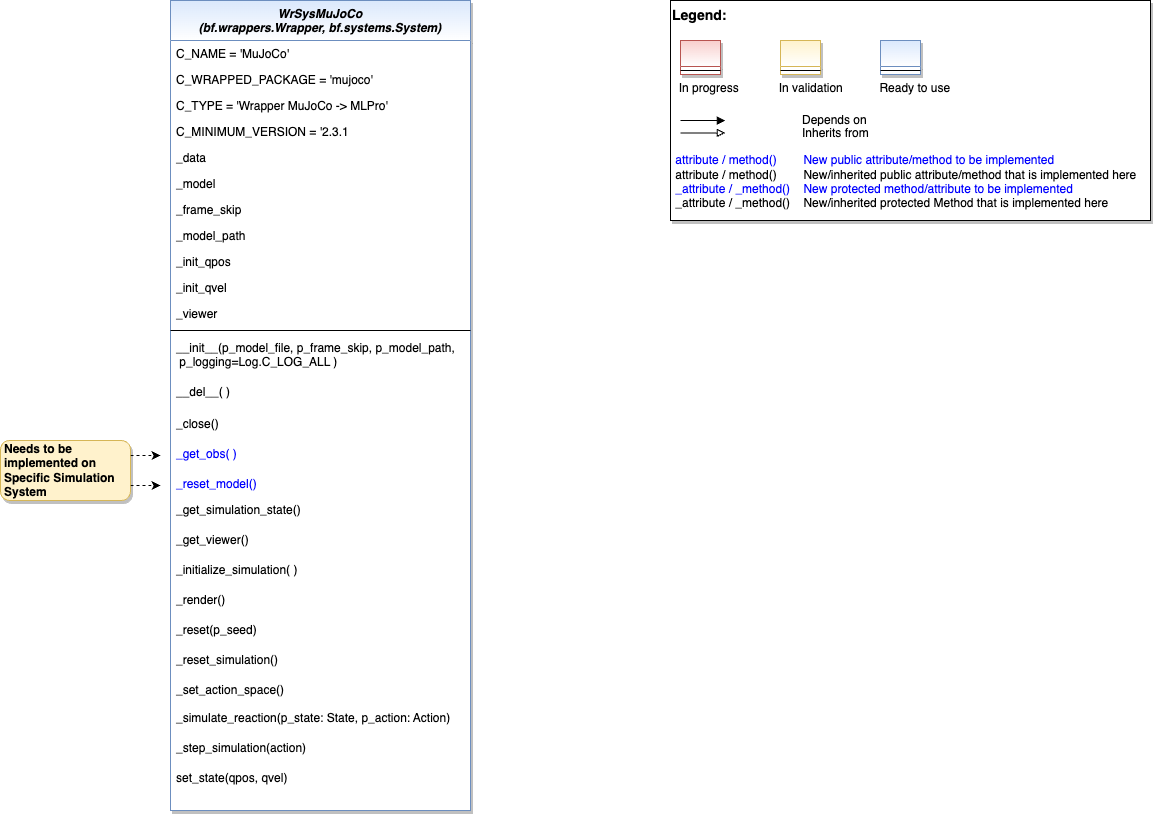 WrSysMuJoCo
(bf.wrappers.Wrapper, bf.systems.System)
C_NAME = 'MuJoCo'
C_WRAPPED_PACKAGE = 'mujoco'
C_TYPE = 'Wrapper MuJoCo -> MLPro'
C_MINIMUM_VERSION = '2.3.1
_data
_model
_frame_skip
_model_path
_init_qpos
_init_qvel
_viewer
__init__(p_model_file, p_frame_skip, p_model_path,
p_logging=Log.C_LOG_ALL )
__del__( )
_close()
_get_obs( )
_reset_model()
_get_simulation_state()
_get_viewer()
_initialize_simulation( )
_render()
_reset(p_seed)
_reset_simulation()
_set_action_space()
_simulate_reaction(p_state: State, p_action: Action)
_step_simulation(action)
set_state(qpos, qvel)
Needs to be
implemented on
Specific Simulation
System
Legend:
In progress
In validation
Ready to use
Depends on
Inherits from
attribute / method() New public attribute/method to be implemented
attribute / method() New/inherited public attribute/method that is implemented here
_attribute / _method() New protected method/attribute to be implemented
_attribute / _method() New/inherited protected Method that is implemented here